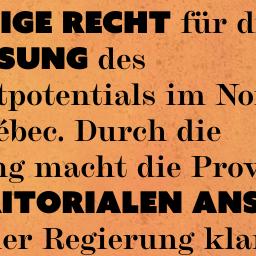 IGE RECHT für d
SUNG des
tpotentials im No
ébec. Durch die
ng macht die Prov
ITORIALEN ANS
er Regierung klar